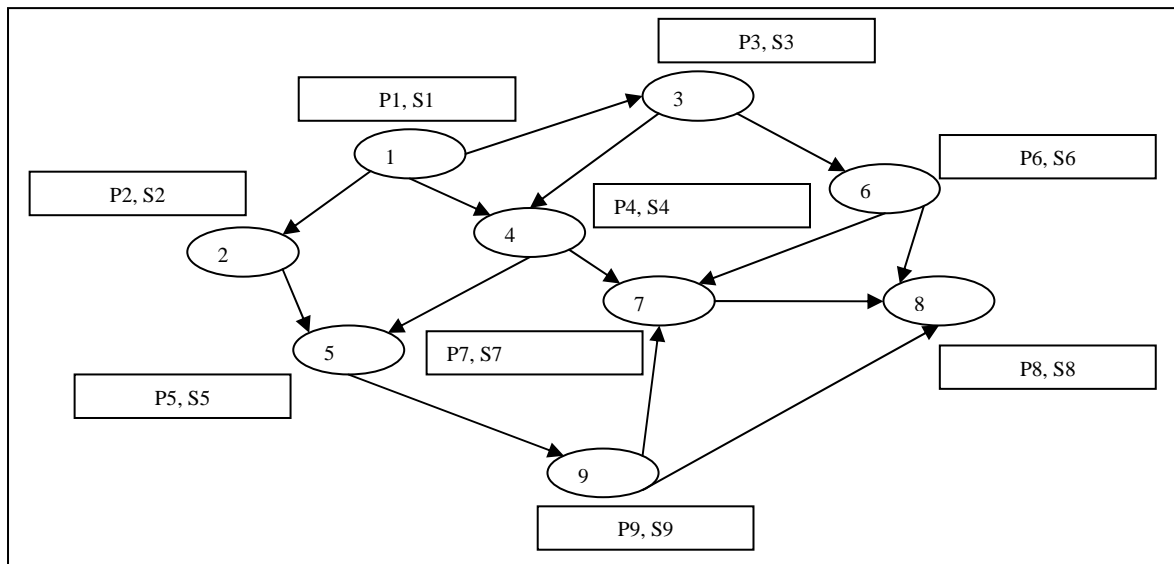 P3, S3
3
P1, S1
1
P6, S6
6
P2, S2
2
P4, S4
4
7
8
5
P7, S7
P8, S8
P5, S5
9
P9, S9